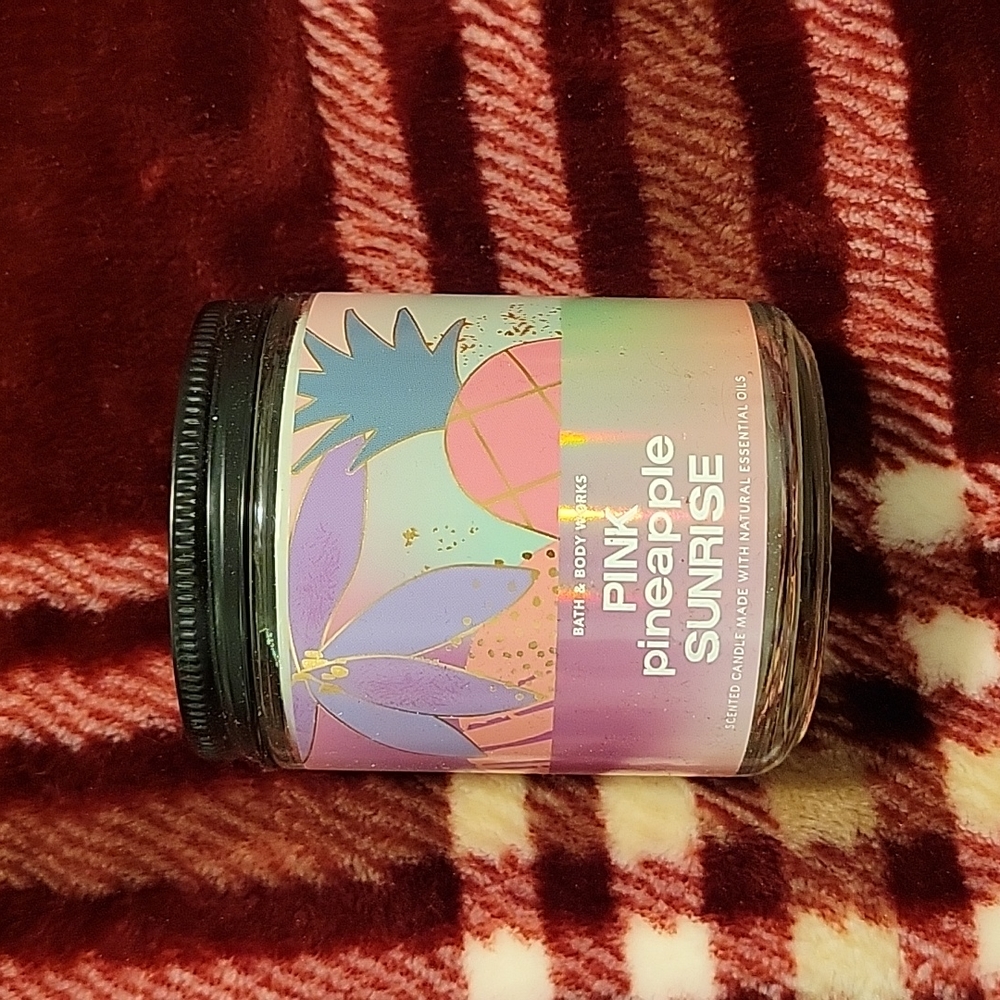 BATH & BODY WORKS
PINK
pineapple
SUNRISE
SCENTED CANDLE MADE WITH NATURAL ESSENTIAL OILS